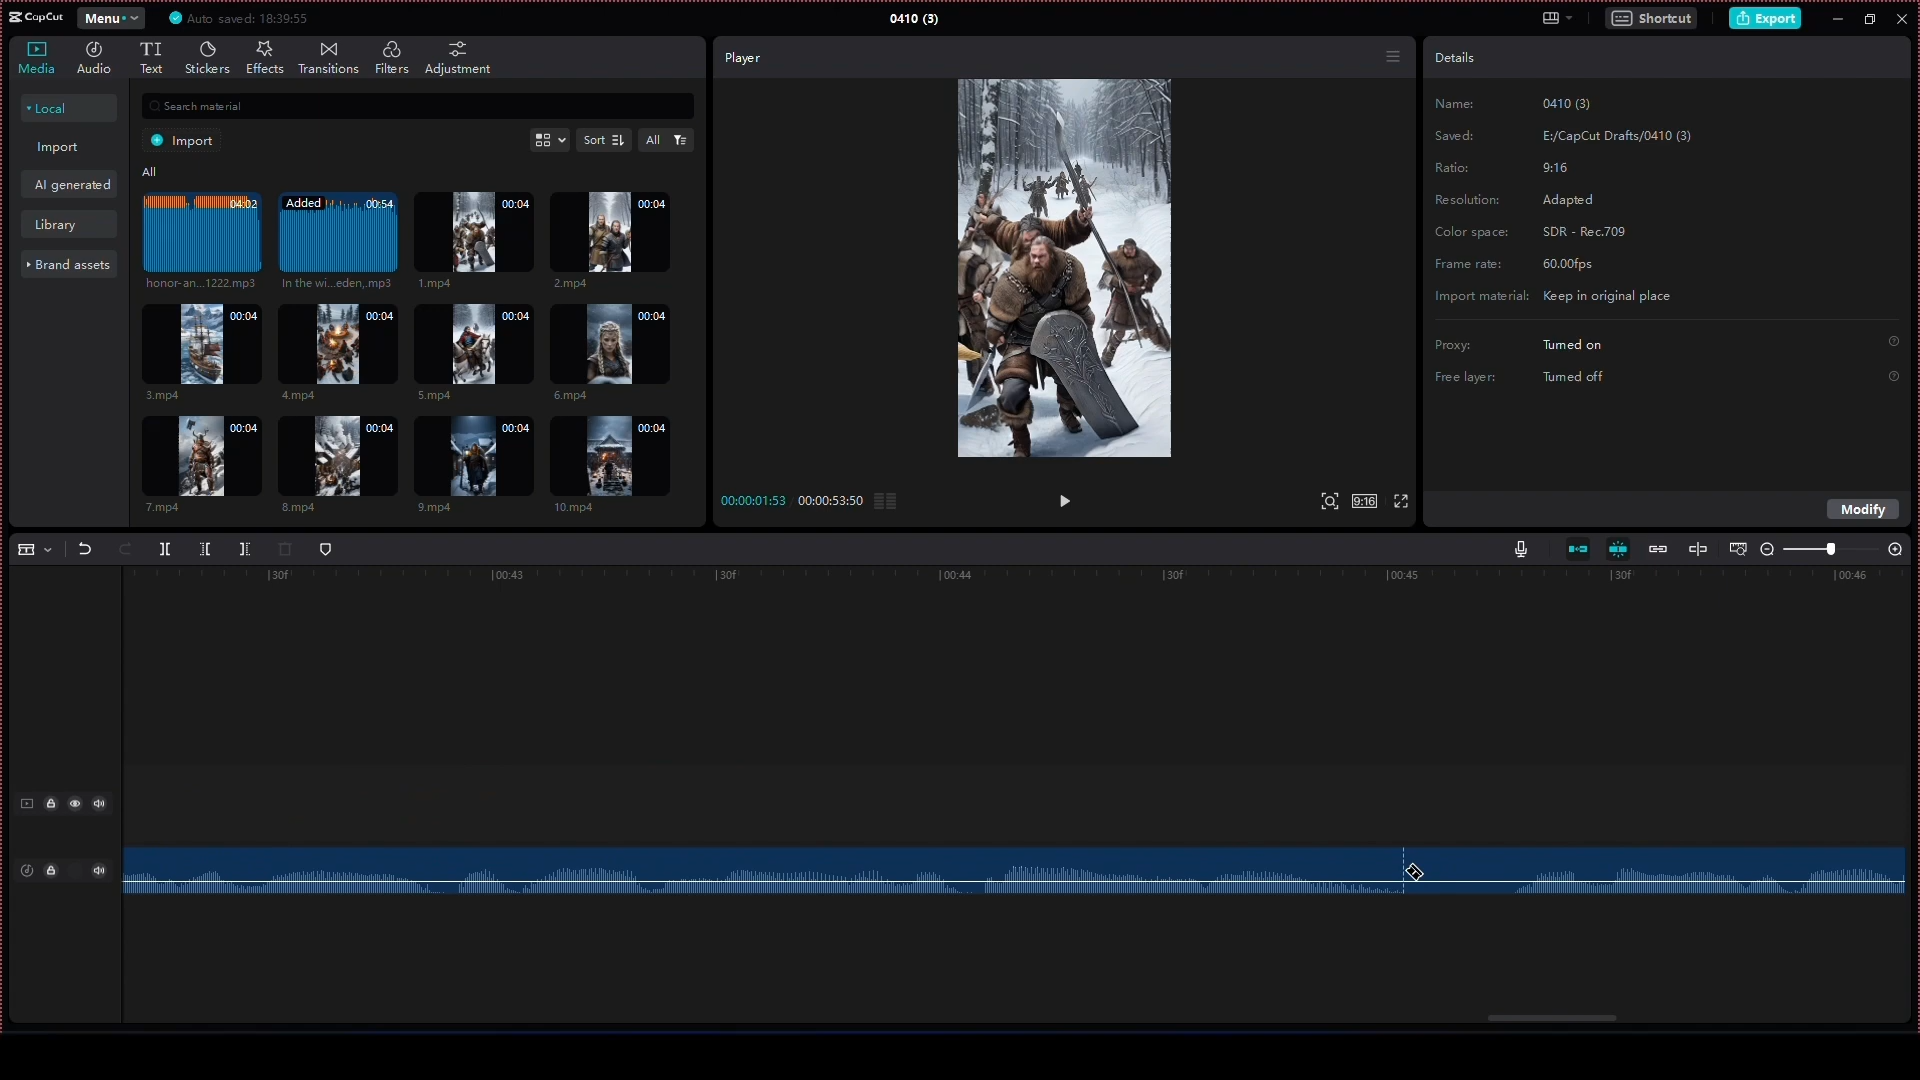 CapCut Menu Auto saved: 18:39:55 0410 (3) Shortcut Export
Media Audio TI Text Stickers Effects Transitions Filters Adjustment
Player
Details
Local
Import
AI generated
Library
Brand assets
Search material
Import Sort All
All
04:02 Added 00:54 00:04 00:04
honor-an...1222.mp3 In the wi...eden,.mp3 1.mp4 2.mp4
00:04 00:04 00:04 00:04
3.mp4 4.mp4 5.mp4 6.mp4
00:04 00:04 00:04 00:04
7.mp4 8.mp4 9.mp4 10.mp4
00:00:01:53 00:00:53:50 9:16
Name: 0410 (3)
Saved: E:/CapCut Drafts/0410 (3)
Ratio: 9:16
Resolution: Adapted
Color space: SDR - Rec.709
Frame rate: 60.00fps
Import material: Keep in original place
Proxy: Turned on
Free layer: Turned off
Modify
30f 00:43 30f 00:44 30f 00:45 30f 00:46